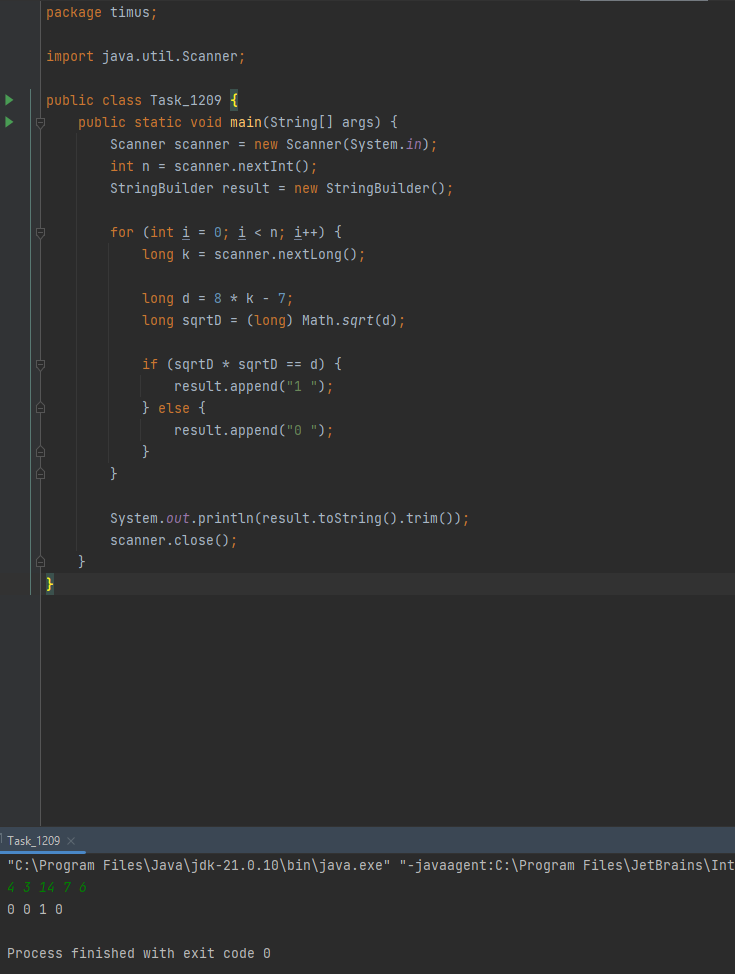 package timus;
import java.util.Scanner;
public class Task_1209 {
public static void main(String[] args) {
Scanner scanner = new Scanner(System.in);
int n = scanner.nextInt();
StringBuilder result = new StringBuilder();
for (int i = 0; i < n; i++) {
long k = scanner.nextLong();
long d = 8 * k - 7;
long sqrtD = (long) Math.sqrt(d);
if (sqrtD * sqrtD == d) {
result.append("1 ");
} else {
result.append("0 ");
}
}
System.out.println(result.toString().trim());
scanner.close();
}
}
Task_1209 ×
"C:\Program Files\Java\jdk-21.0.10\bin\java.exe" "-javaagent:C:\Program Files\JetBrains\Int
4 3 14 7 6
0 0 1 0
Process finished with exit code 0